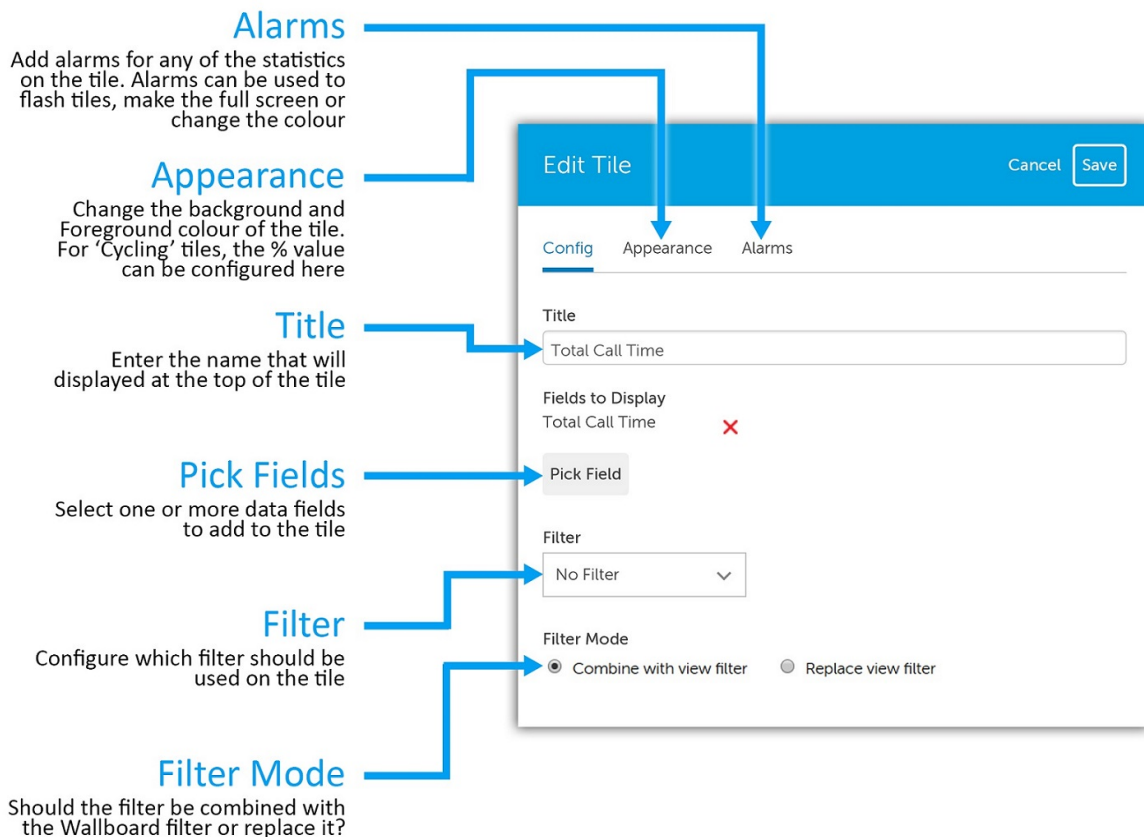 Alarms
Add alarms for any of the statistics
on the tile. Alarms can be used to
flash tiles, make the full screen or
change the colour
Appearance
Change the background and
Foreground colour of the tile.
For ‘Cycling’ tiles, the % value
can be configured here
Title
Enter the name that will
displayed at the top of the tile
Pick Fields
Select one or more data fields
to add to the tile
Filter
Configure which filter should be
used on the tile
Filter Mode
Should the filter be combined with
the Wallboard filter or replace it?
Edit Tile Cancel Save
Config Appearance Alarms
Title
Total Call Time
Fields to Display
Total Call Time
Pick Field
Filter
No Filter
Filter Mode
Combine with view filter Replace view filter